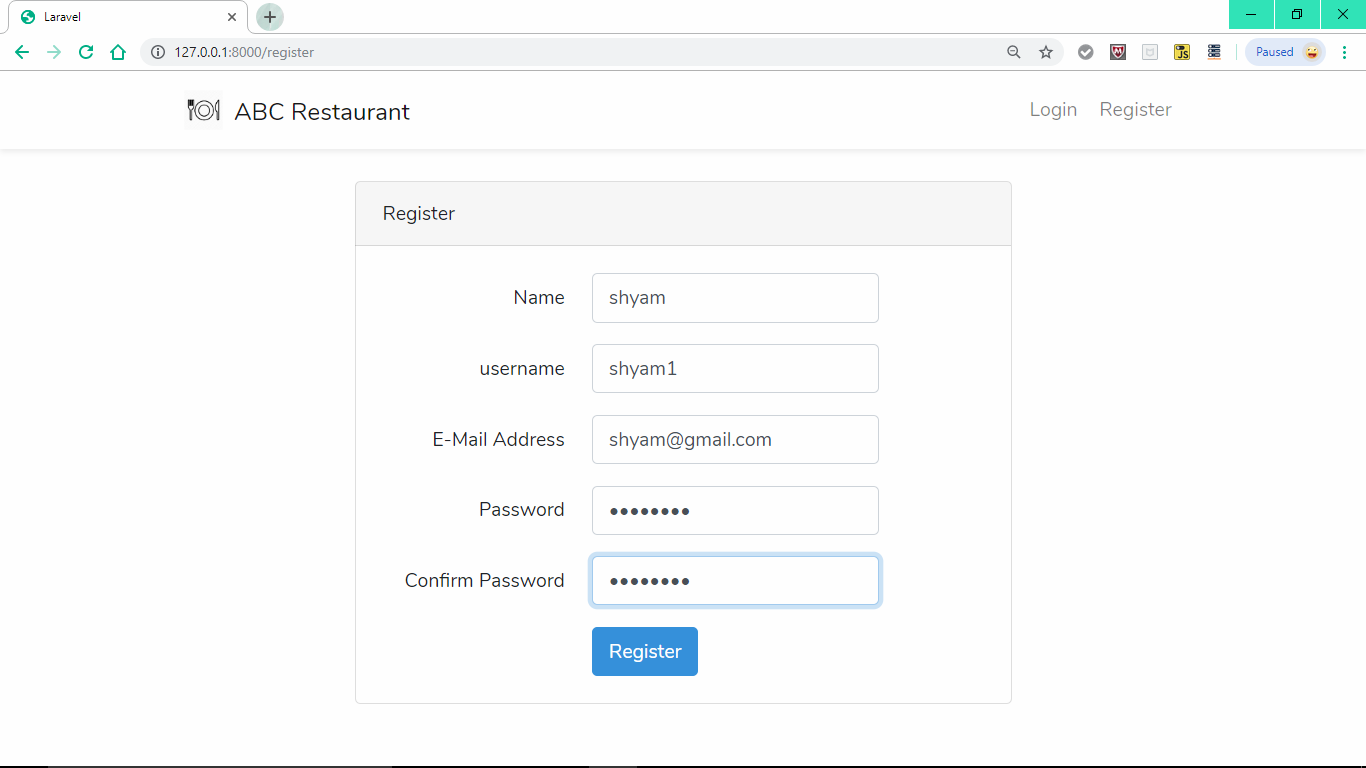 Laravel
127.0.0.1:8000/register
JS
Paused
ABC Restaurant
Login Register
Register
Name shyam
username shyam1
E-Mail Address shyam@gmail.com
Password ••••••••
Confirm Password ••••••••
Register